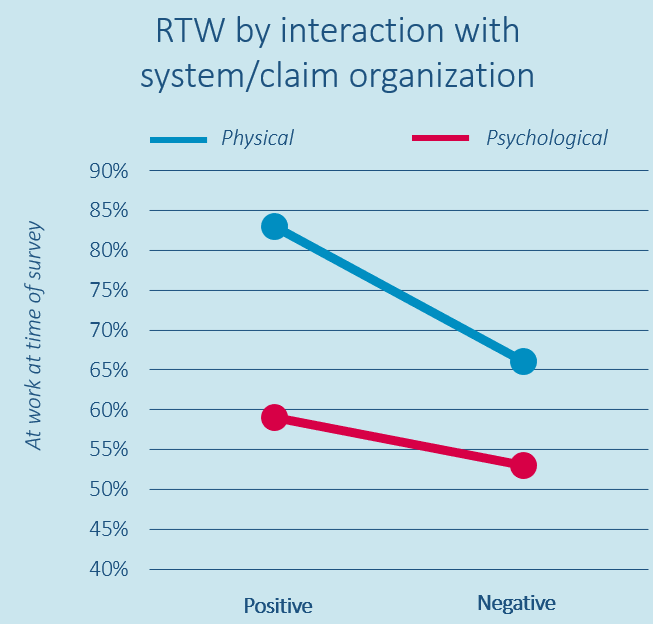 RTW by interaction with
system/claim organization
Physical
Psychological
At work at time of survey
90%
85%
80%
75%
70%
65%
60%
55%
50%
45%
40%
Positive
Negative